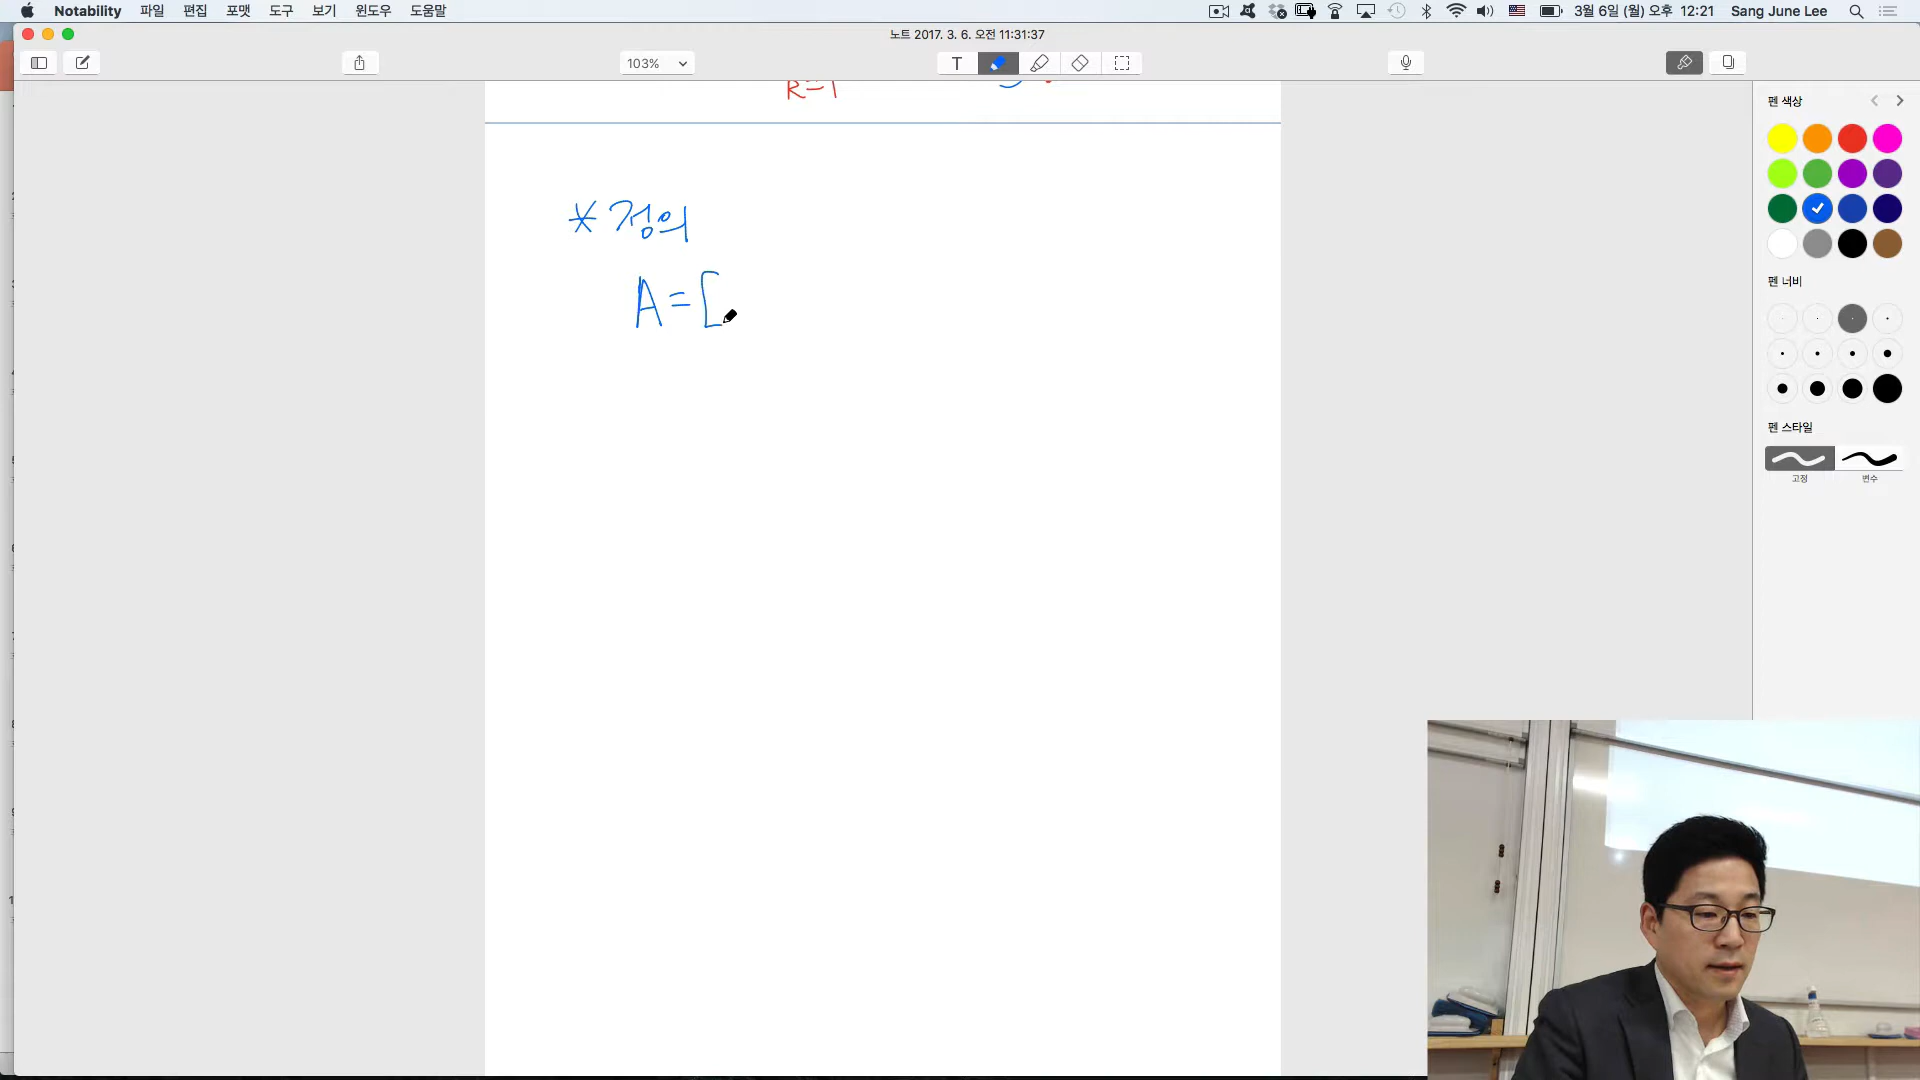 Notability 파일 편집 포맷 도구 보기 윈도우 도움말 3월 6일 (월) 오후 12:21 Sang June Lee
노트 2017. 3. 6. 오전 11:31:37
103% T
펜 색상
k=1
* 정의
A = [
펜 너비
펜 스타일
고정 변수